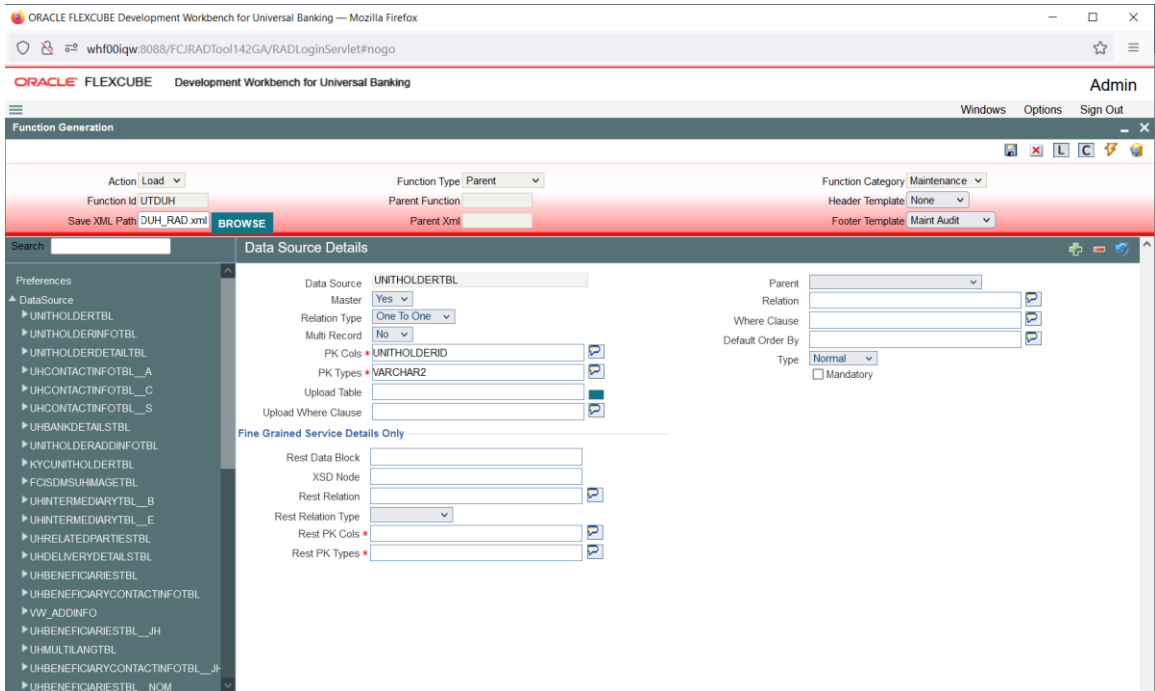 ORACLE FLEXCUBE Development Workbench for Universal Banking — Mozilla Firefox
whf00iqw:8088/FCJRADTool142GA/RADLoginServlet#nogo
ORACLE FLEXCUBE Development Workbench for Universal Banking Admin
Windows Options Sign Out
Function Generation
L C
Action Load Function Type Parent Function Category Maintenance
Function Id UTDUH Parent Function Header Template None
Save XML Path DUH_RAD.xml BROWSE Parent Xml Footer Template Maint Audit
Search
Data Source Details
Preferences
DataSource
UNITHOLDERTBL
UNITHOLDERINFOTBL
UNITHOLDERDETAILTBL
UHCONTACTINFOTBL__A
UHCONTACTINFOTBL__C
UHCONTACTINFOTBL__S
UHBANKDETAILSTBL
UNITHOLDERADDINFOTBL
KYCUNITHOLDERTBL
FCISDMSUHIMAGETBL
UHINTERMEDIARYTBL__B
UHINTERMEDIARYTBL__E
UHRELATEDPARTIESTBL
UHDELIVERYDETAILSTBL
UHBENEFICIARIESTBL
UHBENEFICIARYCONTACTINFOTBL
VW_ADDINFO
UHBENEFICIARIESTBL__JH
UHMULTILANGTBL
UHBENEFICIARYCONTACTINFOTBL__JH
UHBENEFICIARIESTBL__NOM
Data Source UNITHOLDERTBL
Master Yes
Relation Type One To One
Multi Record No
PK Cols * UNITHOLDERID
PK Types * VARCHAR2
Upload Table
Upload Where Clause
Parent
Relation
Where Clause
Default Order By
Type Normal
Mandatory
Fine Grained Service Details Only
Rest Data Block
XSD Node
Rest Relation
Rest Relation Type
Rest PK Cols *
Rest PK Types *